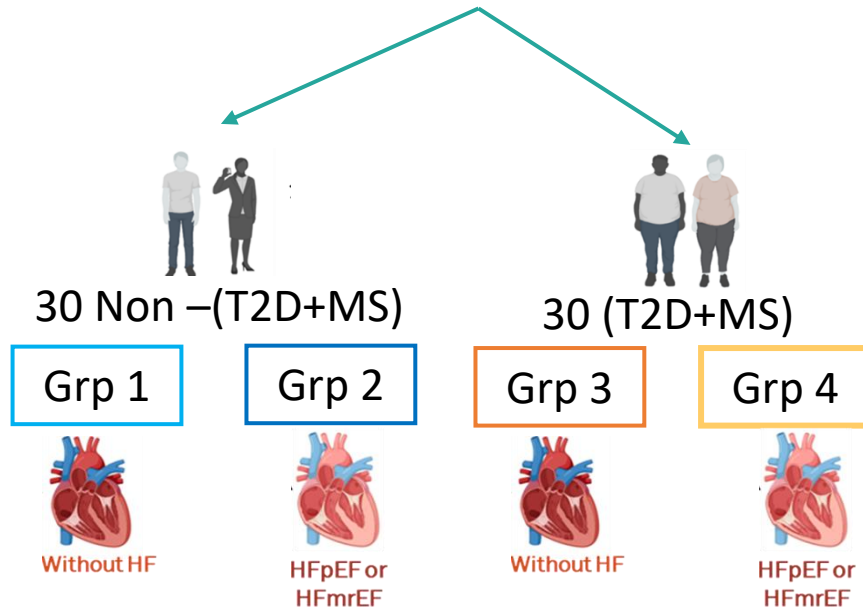 30 Non –(T2D+MS)
30 (T2D+MS)
Grp 1
Grp 2
Grp 3
Grp 4
Without HF
HFpEF or
HFmrEF
Without HF
HFpEF or
HFmrEF